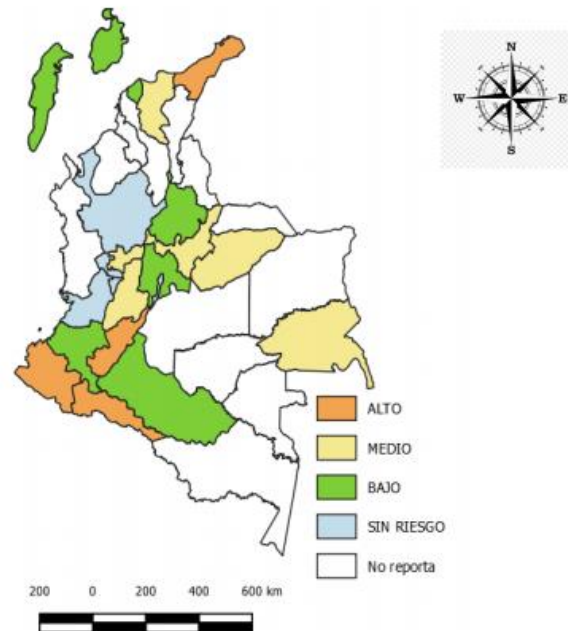 N
W E
S
ALTO
MEDIO
BAJO
SIN RIESGO
No reporta
200 0 200 400 600 km